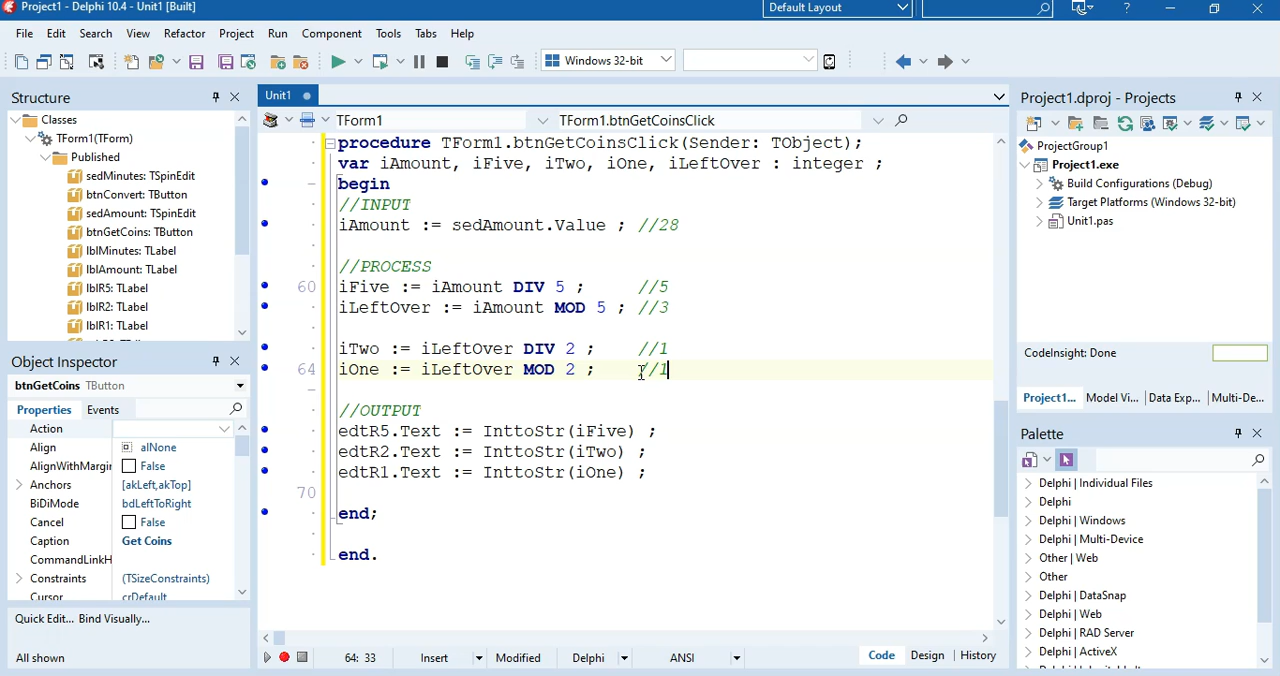 Project1 - Delphi 10.4 - Unit1 [Built]
Default Layout
File Edit Search View Refactor Project Run Component Tools Tabs Help
Windows 32-bit
Structure
Classes
TForm1(TForm)
Published
sedMinutes: TSpinEdit
btnConvert: TButton
sedAmount: TSpinEdit
btnGetCoins: TButton
lblMinutes: TLabel
lblAmount: TLabel
lblR5: TLabel
lblR2: TLabel
lblR1: TLabel
Object Inspector
btnGetCoins TButton
Properties Events
Action
Align alNone
AlignWithMargin False
Anchors [akLeft,akTop]
BiDiMode bdLeftToRight
Cancel False
Caption Get Coins
CommandLinkH
Constraints (TSizeConstraints)
Cursor crDefault
Quick Edit... Bind Visually...
All shown
Unit1
TForm1 TForm1.btnGetCoinsClick
procedure TForm1.btnGetCoinsClick(Sender: TObject);
var iAmount, iFive, iTwo, iOne, iLeftOver : integer ;
begin
//INPUT
iAmount := sedAmount.Value ; //28
//PROCESS
60 iFive := iAmount DIV 5 ; //5
iLeftOver := iAmount MOD 5 ; //3
iTwo := iLeftOver DIV 2 ; //1
64 iOne := iLeftOver MOD 2 ; //1
//OUTPUT
edtR5.Text := InttoStr(iFive) ;
edtR2.Text := InttoStr(iTwo) ;
edtR1.Text := InttoStr(iOne) ;
70
end;
end.
64: 33 Insert Modified Delphi ANSI Code Design History
Project1.dproj - Projects
ProjectGroup1
Project1.exe
Build Configurations (Debug)
Target Platforms (Windows 32-bit)
Unit1.pas
CodeInsight: Done
Project1... Model Vi... Data Exp... Multi-De...
Palette
Delphi | Individual Files
Delphi
Delphi | Windows
Delphi | Multi-Device
Other | Web
Other
Delphi | DataSnap
Delphi | Web
Delphi | RAD Server
Delphi | ActiveX